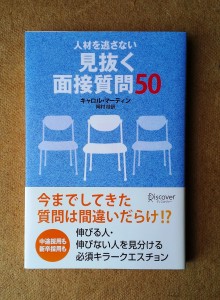 人材を逃さない
見抜く
面接質問50
キャロル・マーティン
岡村 桂訳
Discover
今までしてきた
質問は間違いだらけ!?
中途採用も
新卒採用も
伸びる人・
伸びない人を見分ける
必須キラークエスチョン